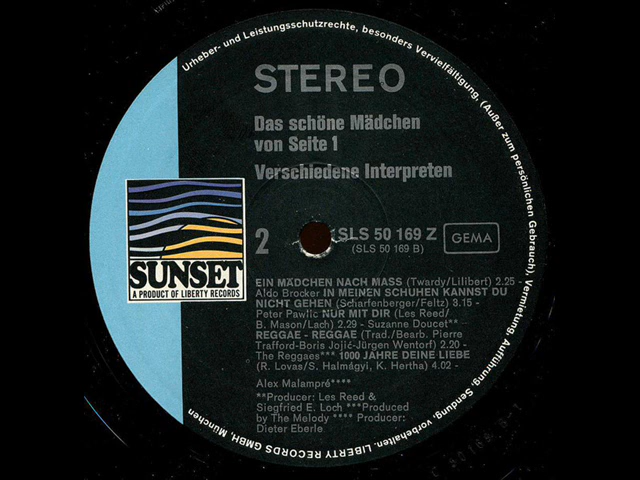 Urheber- und Leistungsschutzrechte, besonders Vervielfältigung, (Außer zum persönlichen Gebrauch), Vermietung, Aufführung, Sendung, vorbehalten. LIBERTY RECORDS GMBH, München
STEREO
Das schöne Mädchen
von Seite 1
Verschiedene Interpreten
2
SLS 50 169 Z
(SLS 50 169 B)
GEMA
SUNSET
A PRODUCT OF LIBERTY RECORDS
EIN MÄDCHEN NACH MASS (Twardy/Lilibert) 2.25 -
Aldo Brocker IN MEINEN SCHUHEN KANNST DU
NICHT GEHEN (Scharfenberger/Feltz) 3.15 -
Peter Pawlic NUR MIT DIR (Les Reed/
B. Mason/Lach) 2.29 - Suzanne Doucet**
REGGAE - REGGAE (Trad./Bearb. Pierre
Trafford-Boris Jojić-Jürgen Wentorf) 2.20 -
The Reggaes*** 1000 JAHRE DEINE LIEBE
(R. Lovas/S. Halmágyi, K. Hertha) 4.02 -
Alex Malampré****
**Producer: Les Reed &
Siegfried E. Loch ***Produced
by The Melody **** Producer:
Dieter Eberle